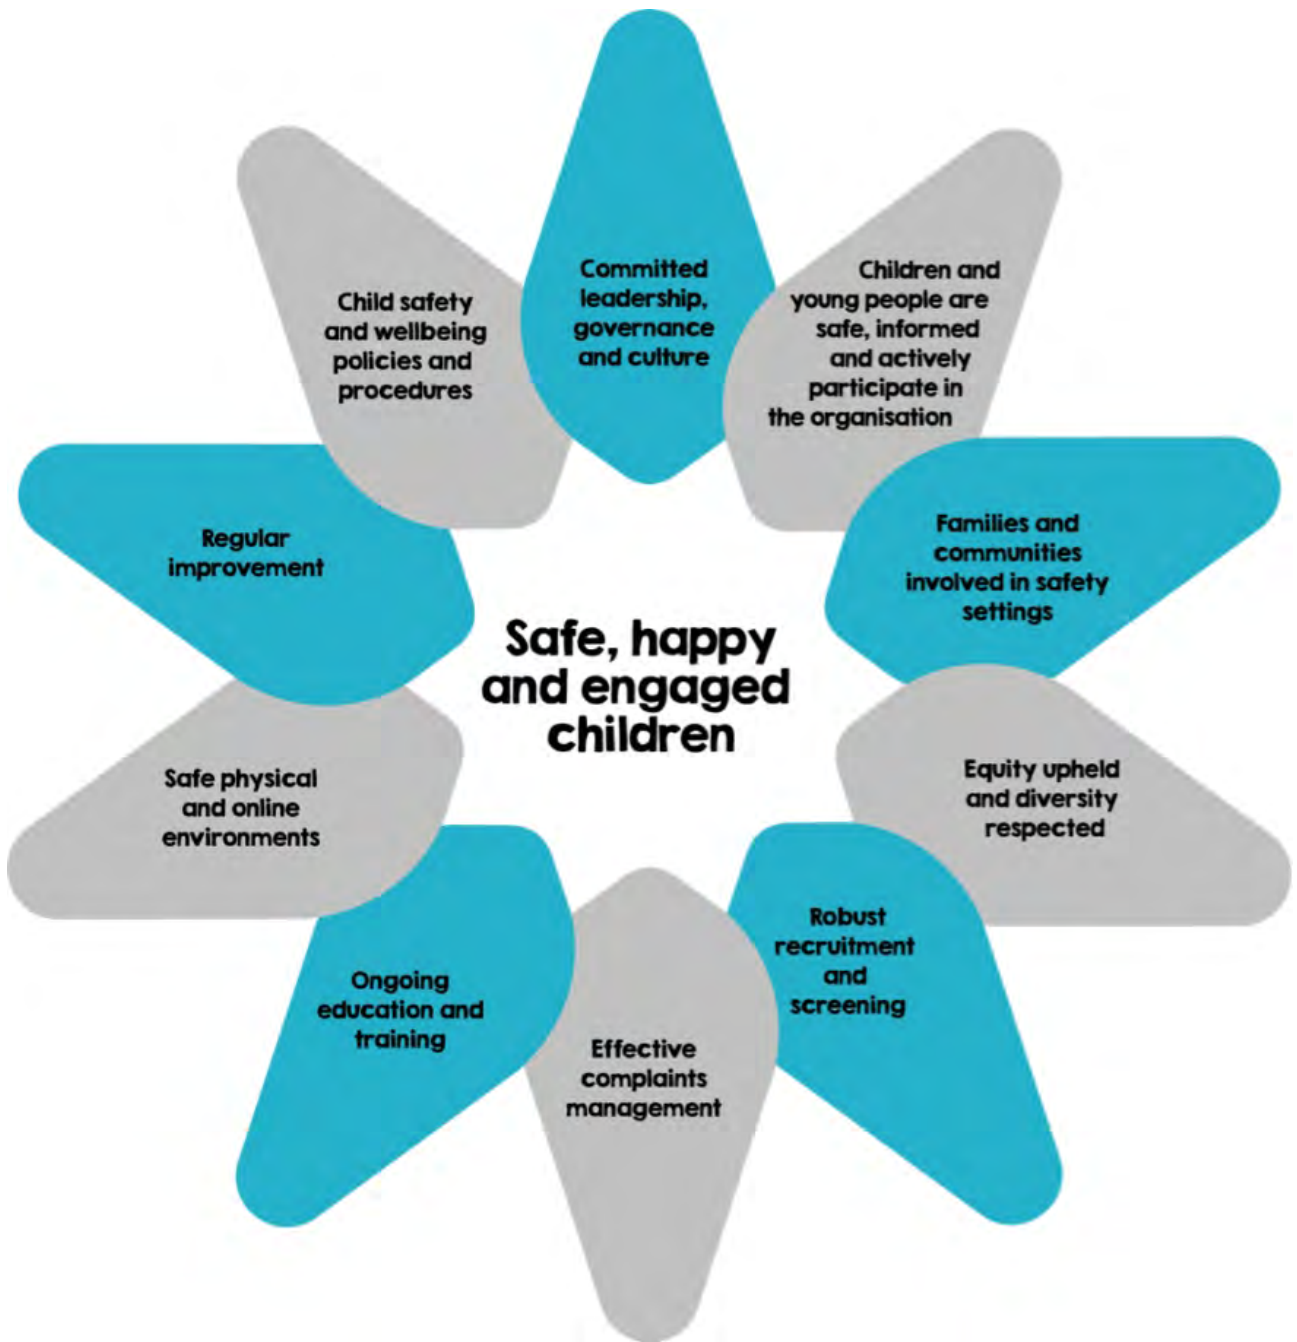 Committed
leadership,
governance
and culture
Children and
young people are
safe, informed
and actively
participate in
the organisation
Families and
communities
involved in safety
settings
Equity upheld
and diversity
respected
Robust
recruitment
and
screening
Effective
complaints
management
Ongoing
education and
training
Safe physical
and online
environments
Regular
improvement
Child safety
and wellbeing
policies and
procedures
Safe, happy
and engaged
children